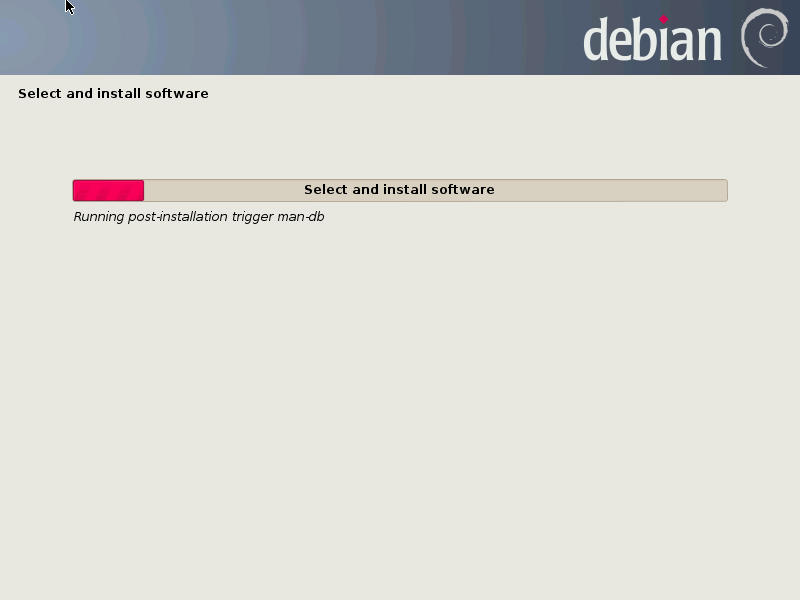 debian
Select and install software
Select and install software
Running post-installation trigger man-db